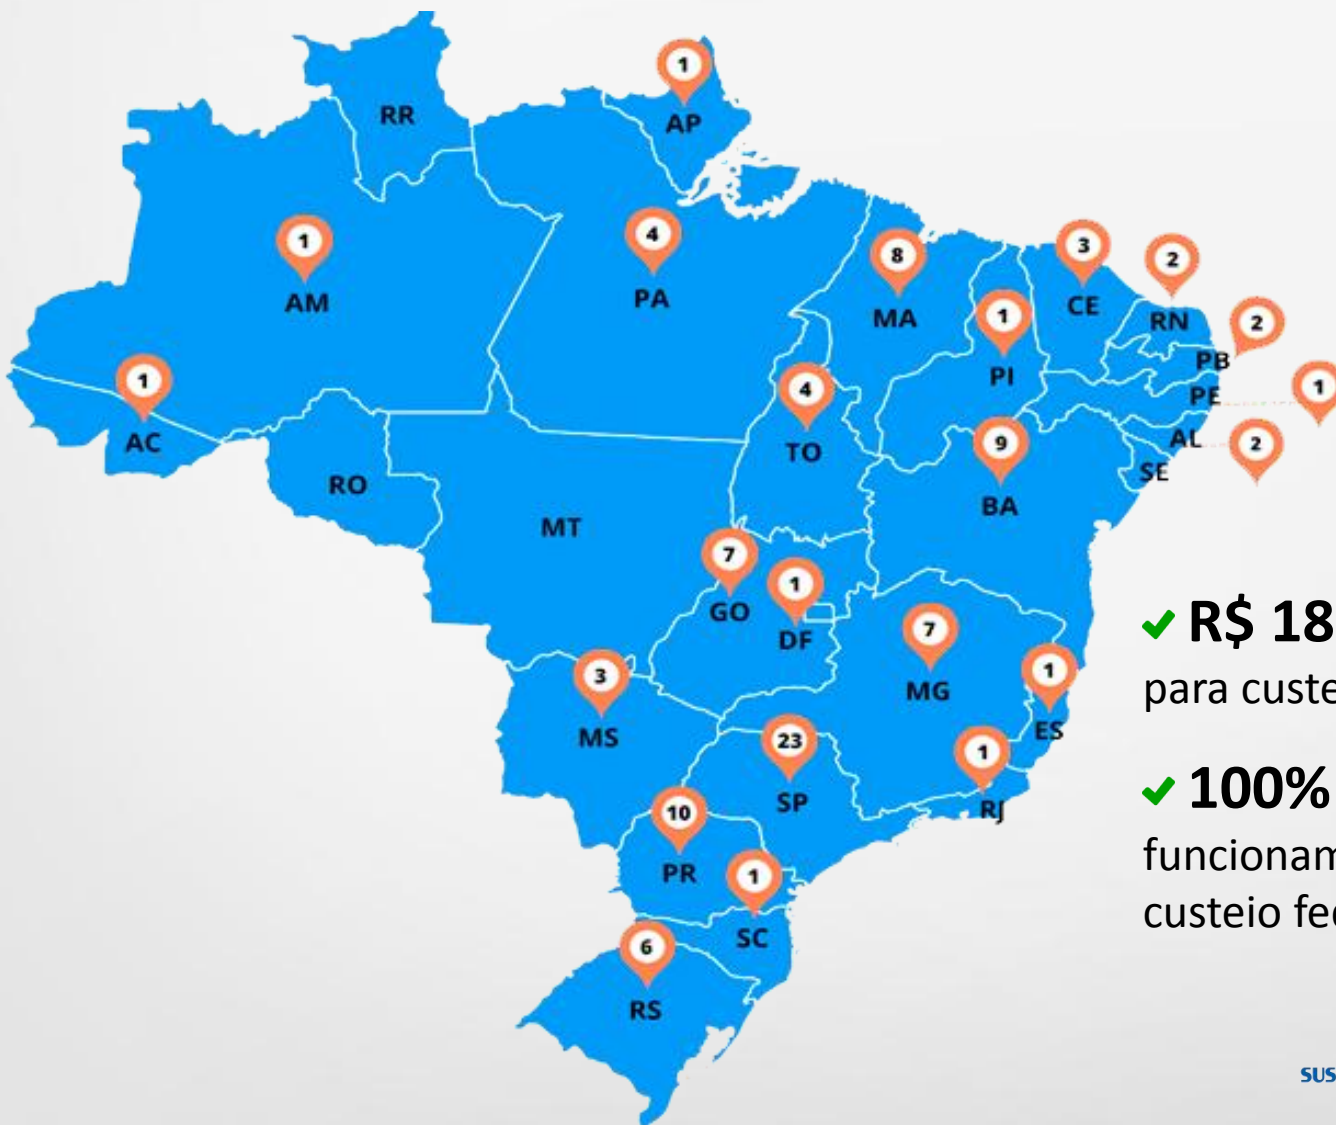 1
RR
AP
1
4
8
3
2
AM
PA
MA
CE
RN
2
1
PI
PB
1
4
1
PE
AC
TO
9
AL
2
RO
BA
SE
MT
7
1
GO
DF
7
1
3
MG
ES
MS
23
1
SP
RJ
10
PR
1
SC
6
RS
✔ R$ 18
para custe
✔ 100%
funcionam
custeio fe
SUS